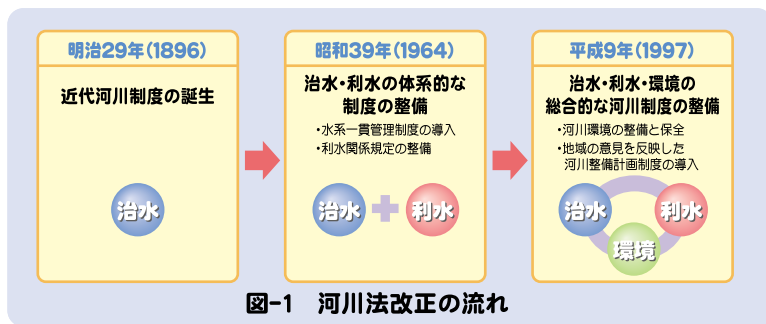 明治29年(1896)
近代河川制度の誕生
治水
昭和39年(1964)
治水・利水の体系的な
制度の整備
・水系一貫管理制度の導入
・利水関係規定の整備
治水
利水
平成9年(1997)
治水・利水・環境の
総合的な河川制度の整備
・河川環境の整備と保全
・地域の意見を反映した
河川整備計画制度の導入
治水
利水
環境
図-1 河川法改正の流れ